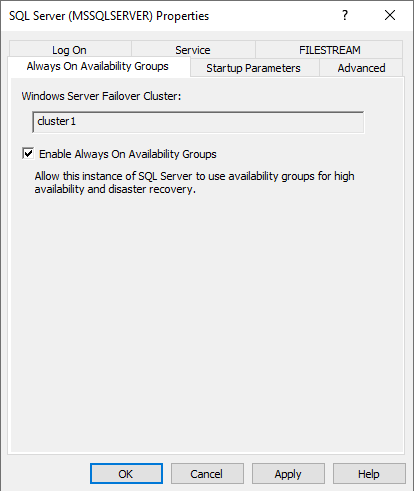 SQL Server (MSSQLSERVER) Properties
?
Log On
Service
FILESTREAM
Always On Availability Groups
Startup Parameters
Advanced
Windows Server Failover Cluster:
cluster1
Enable Always On Availability Groups
Allow this instance of SQL Server to use availability groups for high
availability and disaster recovery.
OK
Cancel
Apply
Help